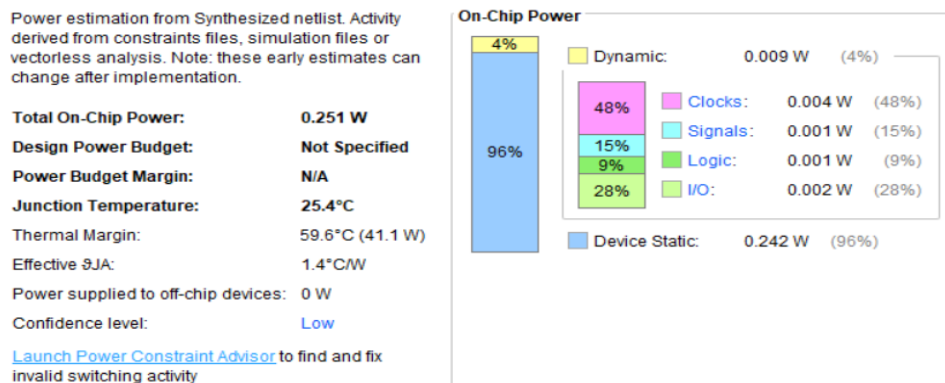 Power estimation from Synthesized netlist. Activity
derived from constraints files, simulation files or
vectorless analysis. Note: these early estimates can
change after implementation.
Total On-Chip Power: 0.251 W
Design Power Budget: Not Specified
Power Budget Margin: N/A
Junction Temperature: 25.4°C
Thermal Margin: 59.6°C (41.1 W)
Effective ϑJA: 1.4°C/W
Power supplied to off-chip devices: 0 W
Confidence level: Low
Launch Power Constraint Advisor to find and fix
invalid switching activity
On-Chip Power
4%
96%
Dynamic: 0.009 W (4%)
48%
15%
9%
28%
Clocks: 0.004 W (48%)
Signals: 0.001 W (15%)
Logic: 0.001 W (9%)
I/O: 0.002 W (28%)
Device Static: 0.242 W (96%)